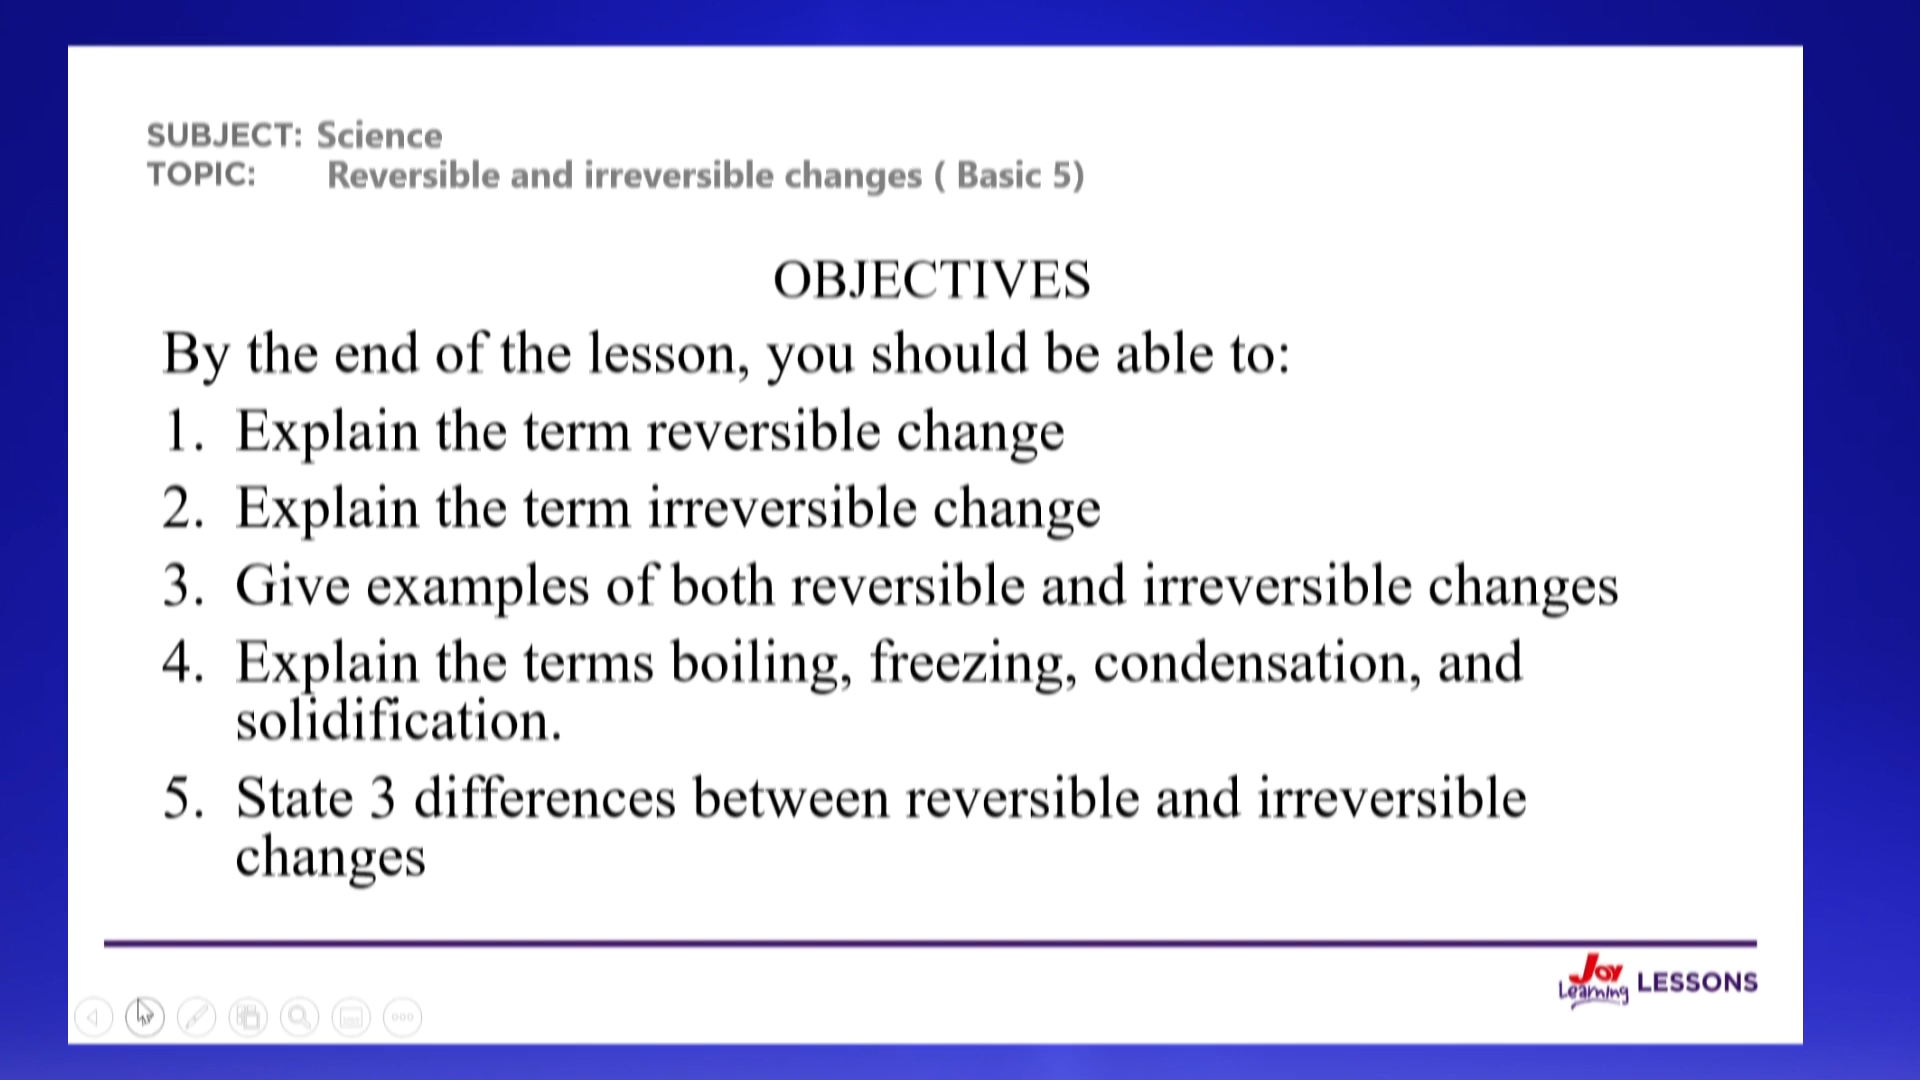 SUBJECT: Science
TOPIC: Reversible and irreversible changes ( Basic 5)
OBJECTIVES
By the end of the lesson, you should be able to:
1. Explain the term reversible change
2. Explain the term irreversible change
3. Give examples of both reversible and irreversible changes
4. Explain the terms boiling, freezing, condensation, and
solidification.
5. State 3 differences between reversible and irreversible
changes
Joy Learning LESSONS